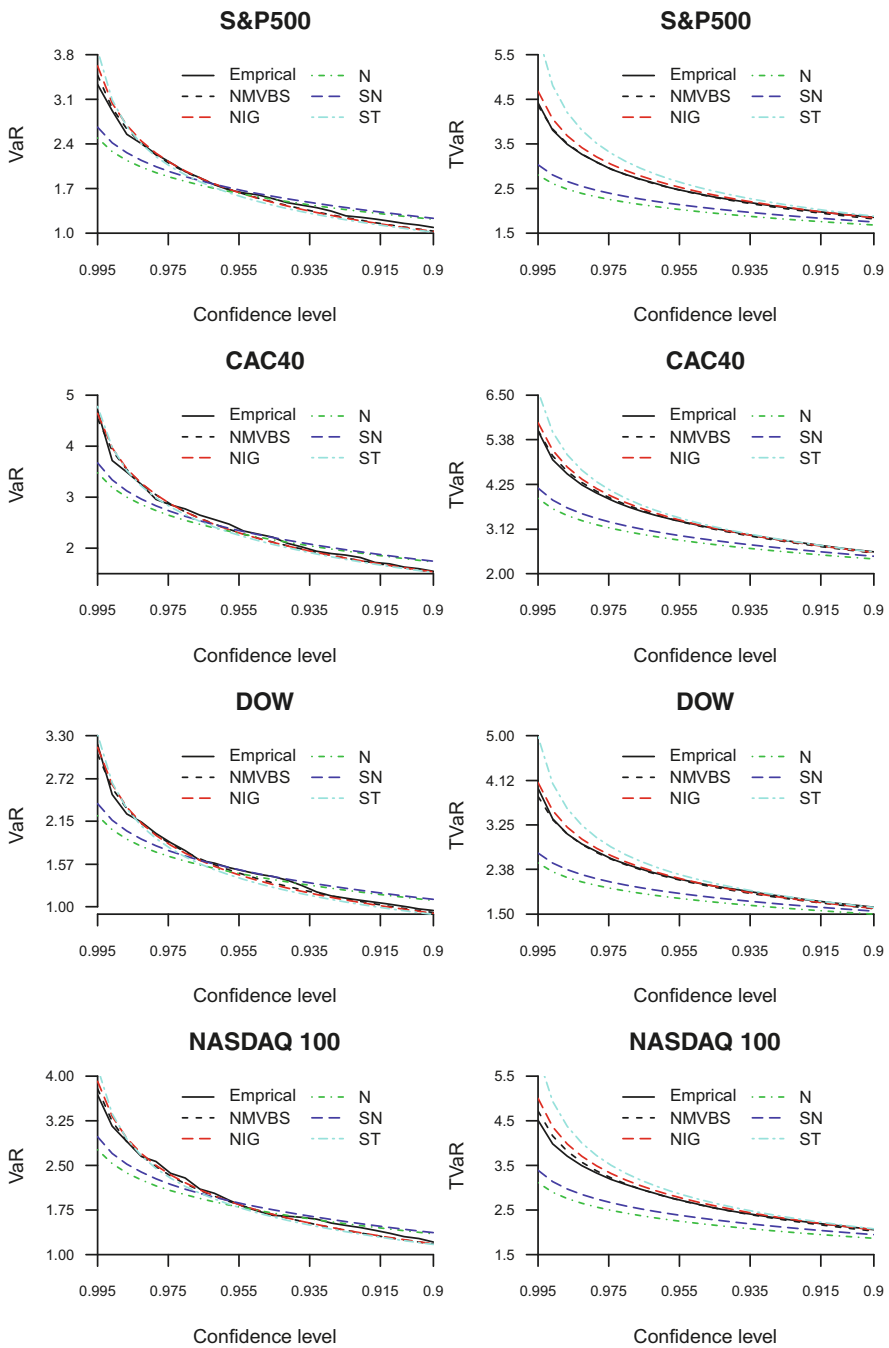 S&P500
3.8
3.1
2.4
1.7
1.0
VaR
Emprical
NMVBS
NIG
N
SN
ST
0.995 0.975 0.955 0.935 0.915 0.9
Confidence level
S&P500
5.5
4.5
3.5
2.5
1.5
TVaR
Emprical
NMVBS
NIG
N
SN
ST
0.995 0.975 0.955 0.935 0.915 0.9
Confidence level
CAC40
5
4
3
2
VaR
Emprical
NMVBS
NIG
N
SN
ST
0.995 0.975 0.955 0.935 0.915 0.9
Confidence level
CAC40
6.50
5.38
4.25
3.12
2.00
TVaR
Emprical
NMVBS
NIG
N
SN
ST
0.995 0.975 0.955 0.935 0.915 0.9
Confidence level
DOW
3.30
2.72
2.15
1.57
1.00
VaR
Emprical
NMVBS
NIG
N
SN
ST
0.995 0.975 0.955 0.935 0.915 0.9
Confidence level
DOW
5.00
4.12
3.25
2.38
1.50
TVaR
Emprical
NMVBS
NIG
N
SN
ST
0.995 0.975 0.955 0.935 0.915 0.9
Confidence level
NASDAQ 100
4.00
3.25
2.50
1.75
1.00
VaR
Emprical
NMVBS
NIG
N
SN
ST
0.995 0.975 0.955 0.935 0.915 0.9
Confidence level
NASDAQ 100
5.5
4.5
3.5
2.5
1.5
TVaR
Emprical
NMVBS
NIG
N
SN
ST
0.995 0.975 0.955 0.935 0.915 0.9
Confidence level